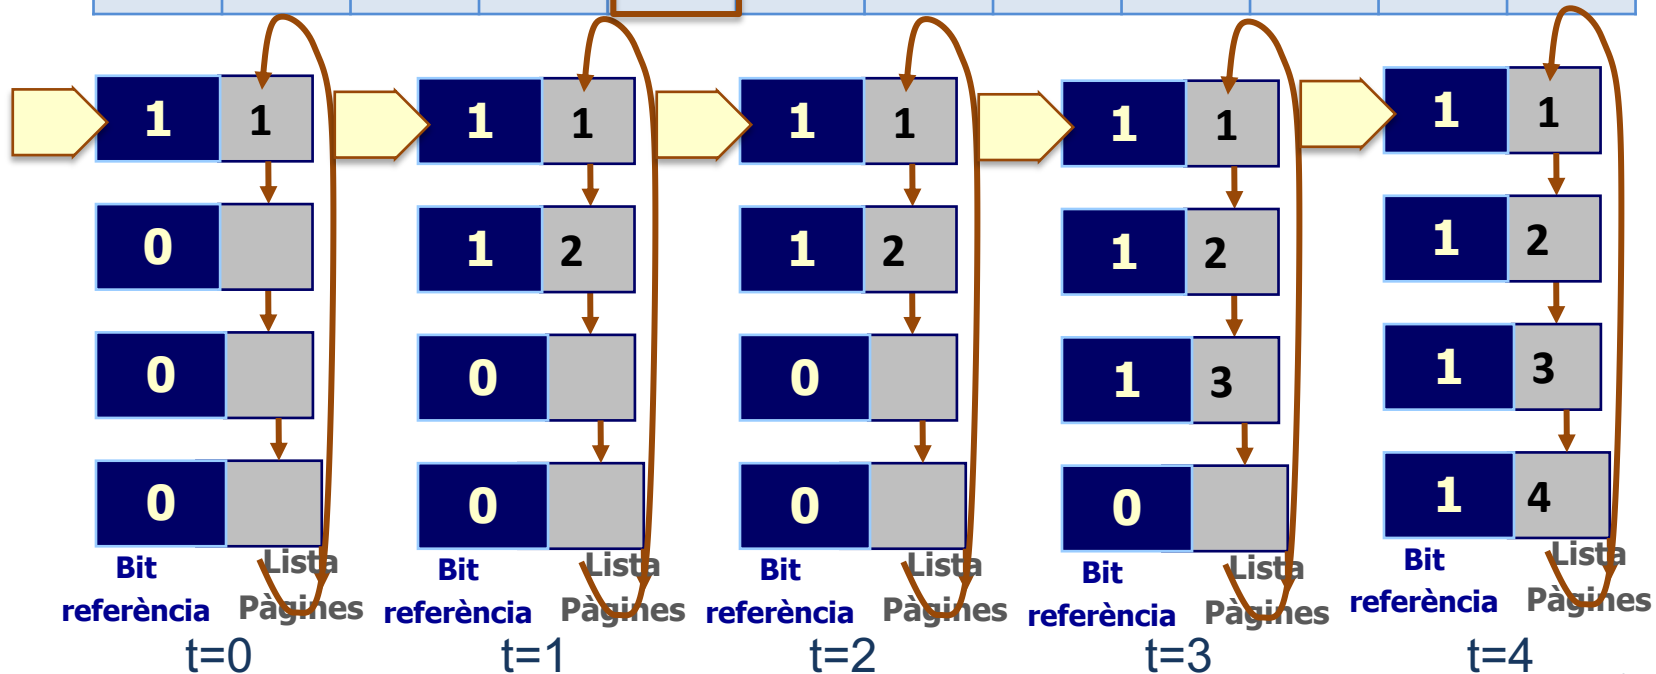 1 1 1 1 1 1 1 1 1 1
0 1 2 1 2 1 2 1 2
0 0 0 1 3 1 3
0 0 0 0 1 4
Bit Lista Bit Lista Bit Lista Bit Lista Bit Lista
referència Pàgines referència Pàgines referència Pàgines referència Pàgines referència Pàgines
t=0 t=1 t=2 t=3 t=4